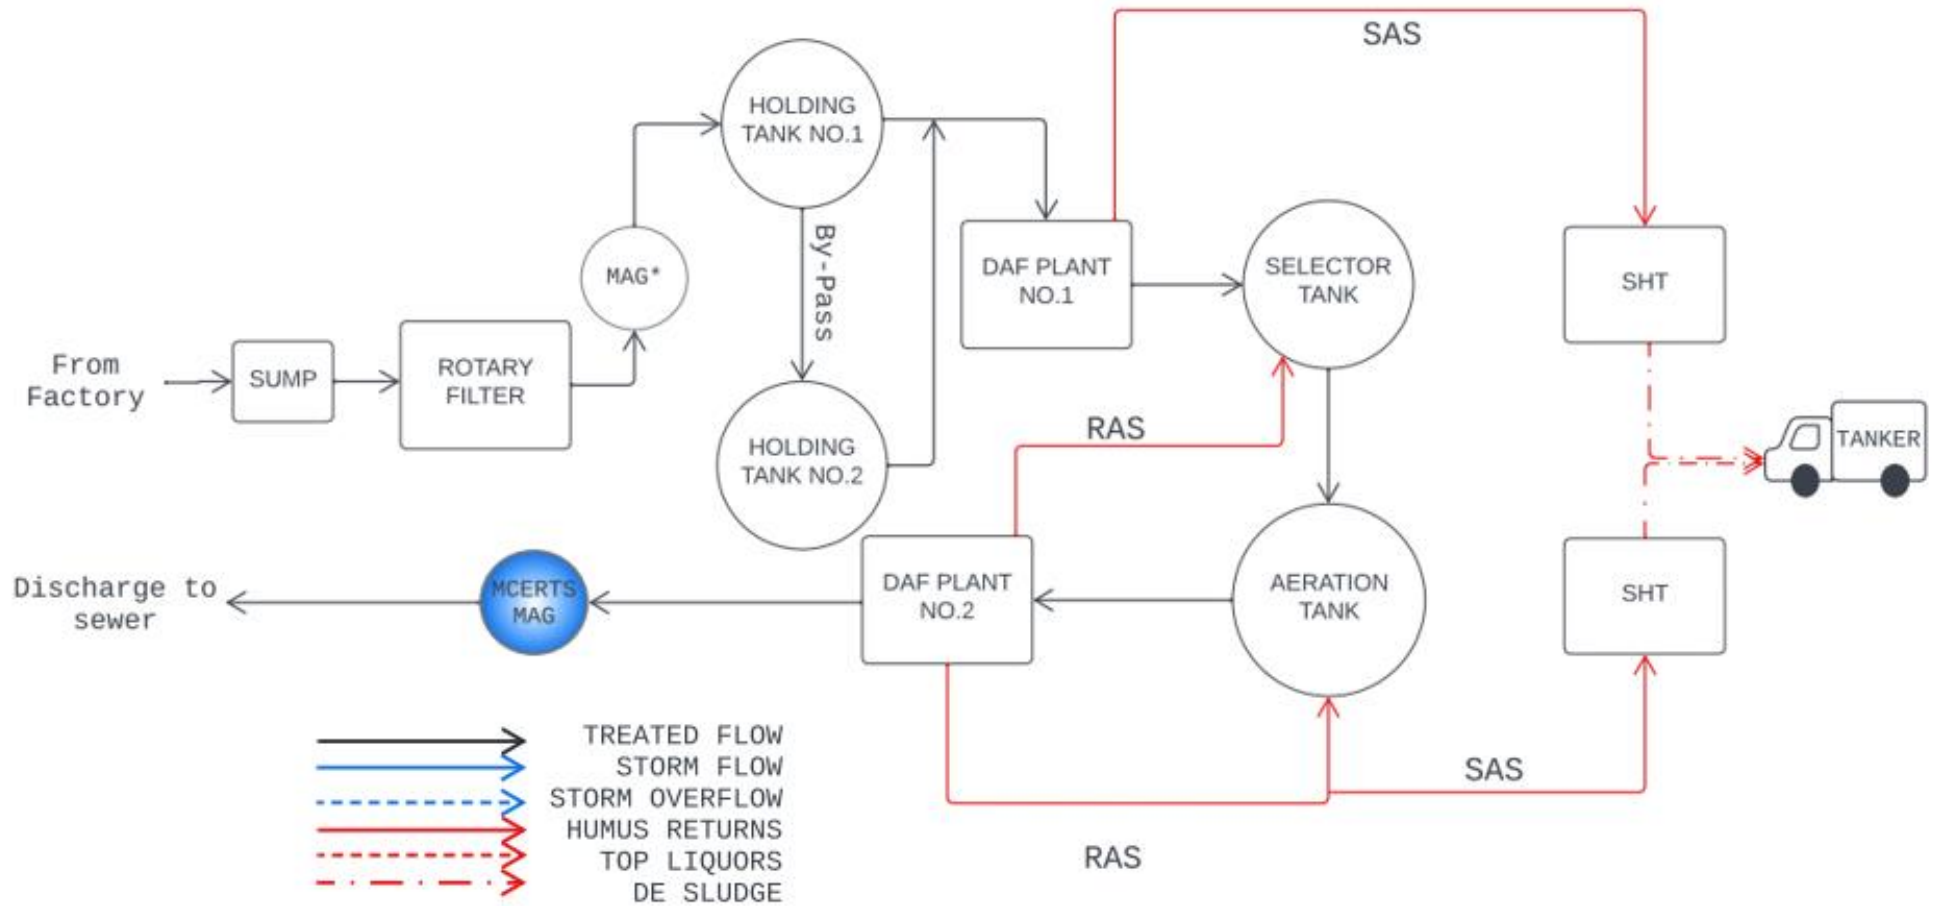 SAS
HOLDING
TANK NO.1
By-Pass
MAG*
DAF PLANT
NO.1
SELECTOR
TANK
SHT
From
Factory
SUMP
ROTARY
FILTER
RAS
HOLDING
TANK NO.2
TANKER
Discharge to
sewer
MCERTS
MAG
DAF PLANT
NO.2
AERATION
TANK
SHT
SAS
RAS
TREATED FLOW
STORM FLOW
STORM OVERFLOW
HUMUS RETURNS
TOP LIQUORS
DE SLUDGE